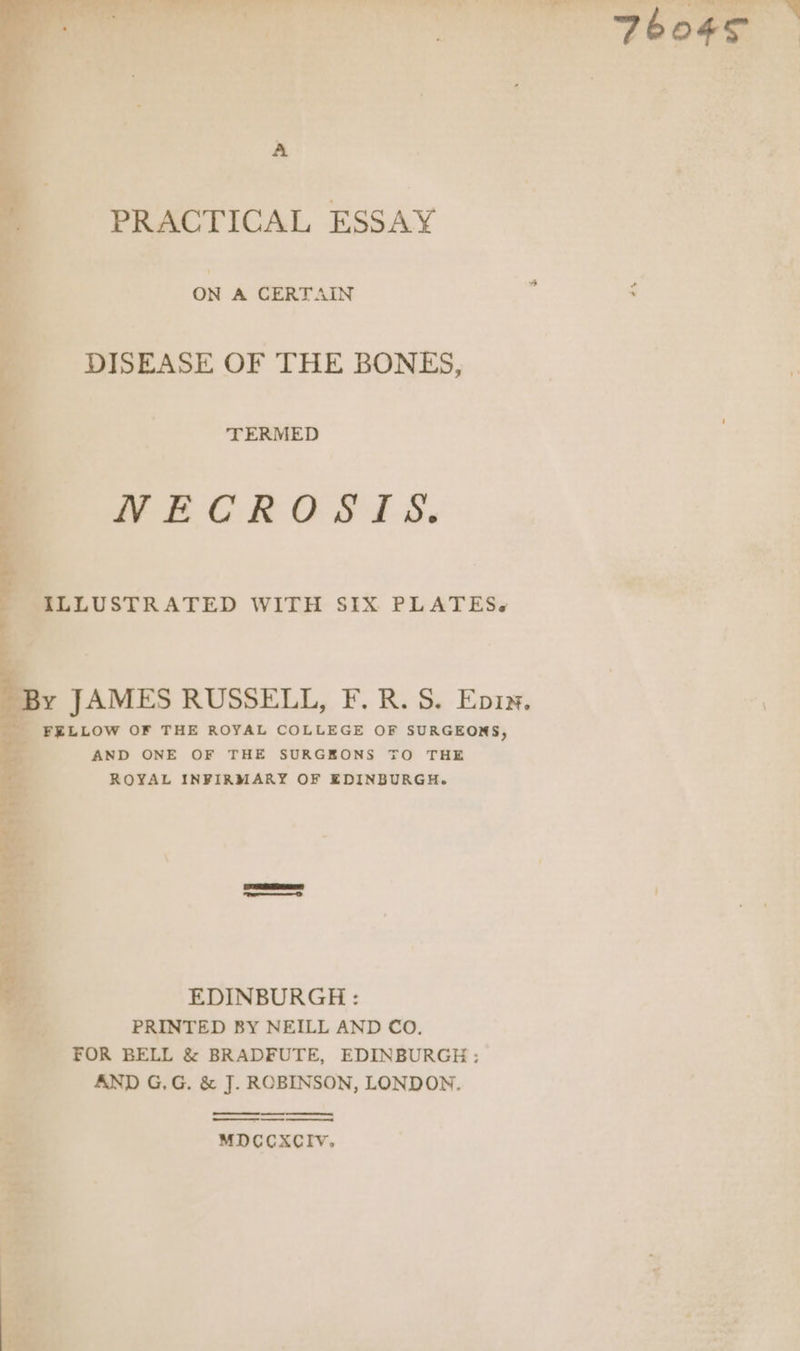 76045
A
PRACTICAL ESSAY
ON A CERTAIN
DISEASE OF THE BONES,
TERMED
NECROSIS.
ILLUSTRATED WITH SIX PLATES.
By JAMES RUSSELL, F. R. S. EDIN.
FELLOW OF THE ROYAL COLLEGE OF SURGEONS,
AND ONE OF THE SURGEONS TO THE
ROYAL INFIRMARY OF EDINBURGH.
EDINBURGH:
PRINTED BY NEILL AND CO.
FOR BELL & BRADFUTE, EDINBURGH;
AND G. G. & J. ROBINSON, LONDON.
MDCCXCIV.